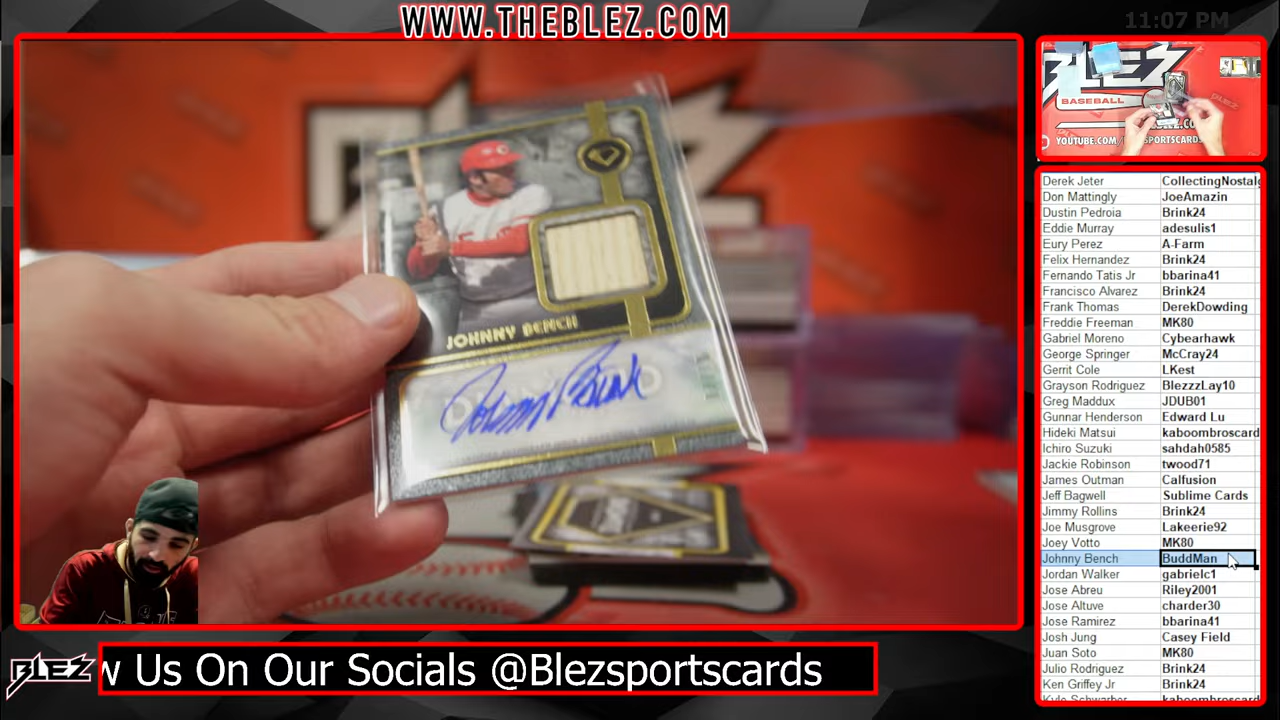 WWW.THEBLEZ.COM
11:07 PM
JOHNNY BENCH
Johnny Bench
BLEZ
BASEBALL
Derek Jeter CollectingNostalg
Don Mattingly JoeAmazin
Dustin Pedroia Brink24
Eddie Murray adesulis1
Eury Perez A-Farm
Felix Hernandez Brink24
Fernando Tatis Jr bbarina41
Francisco Alvarez Brink24
Frank Thomas DerekDowding
Freddie Freeman MK80
Gabriel Moreno Cybearhawk
George Springer McCray24
Gerrit Cole LKest
Grayson Rodriguez BlezzzLay10
Greg Maddux JDUB01
Gunnar Henderson Edward Lu
Hideki Matsui kaboombroscard
Ichiro Suzuki sahdah0585
Jackie Robinson twood71
James Outman Calfusion
Jeff Bagwell Sublime Cards
Jimmy Rollins Brink24
Joe Musgrove Lakeerie92
Joey Votto MK80
Johnny Bench BuddMan
Jordan Walker gabrielc1
Jose Abreu Riley2001
Jose Altuve charder30
Jose Ramirez bbarina41
Josh Jung Casey Field
Juan Soto MK80
Julio Rodriguez Brink24
Ken Griffey Jr Brink24
Kyle Schwarber kaboombroscard
BLEZ
w Us On Our Socials @Blezsportscards